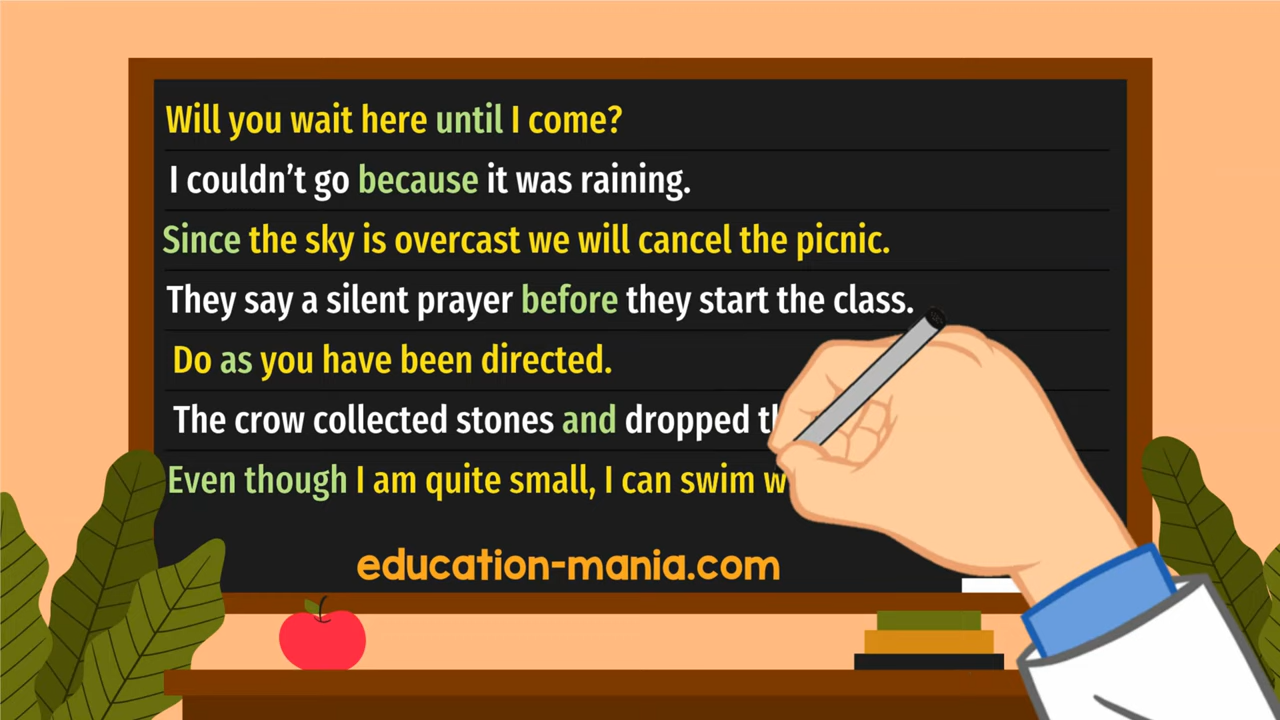 Will you wait here until I come?
I couldn't go because it was raining.
Since the sky is overcast we will cancel the picnic.
They say a silent prayer before they start the class.
Do as you have been directed.
The crow collected stones and dropped
Even though I am quite small, I can swim
education-mania.com